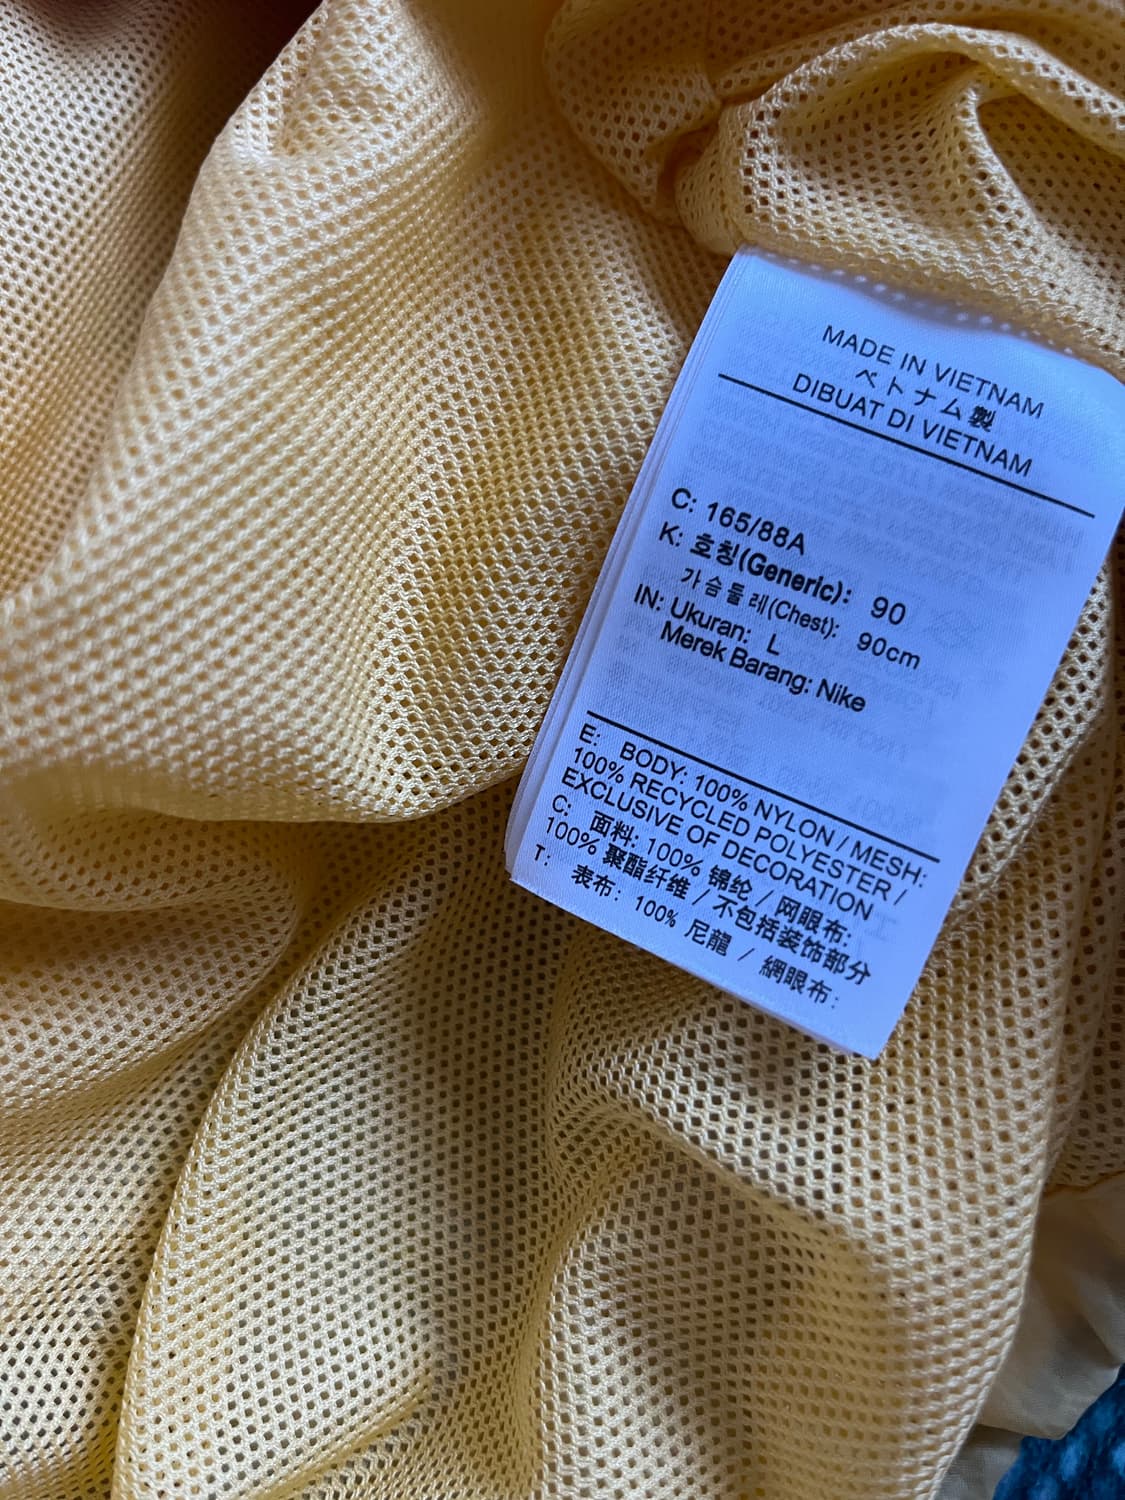 MADE IN VIETNAM
ベトナム製
DIBUAT DI VIETNAM
C: 165/88A
K: 호칭(Generic): 90
가슴둘레(Chest): 90cm
IN: Ukuran: L
Merek Barang: Nike
E: BODY: 100% NYLON / MESH:
100% RECYCLED POLYESTER /
EXCLUSIVE OF DECORATION
C: 面料: 100% 锦纶 / 网眼布:
100% 聚酯纤维 / 不包括装饰部分
T: 表布: 100% 尼龍 / 網眼布: